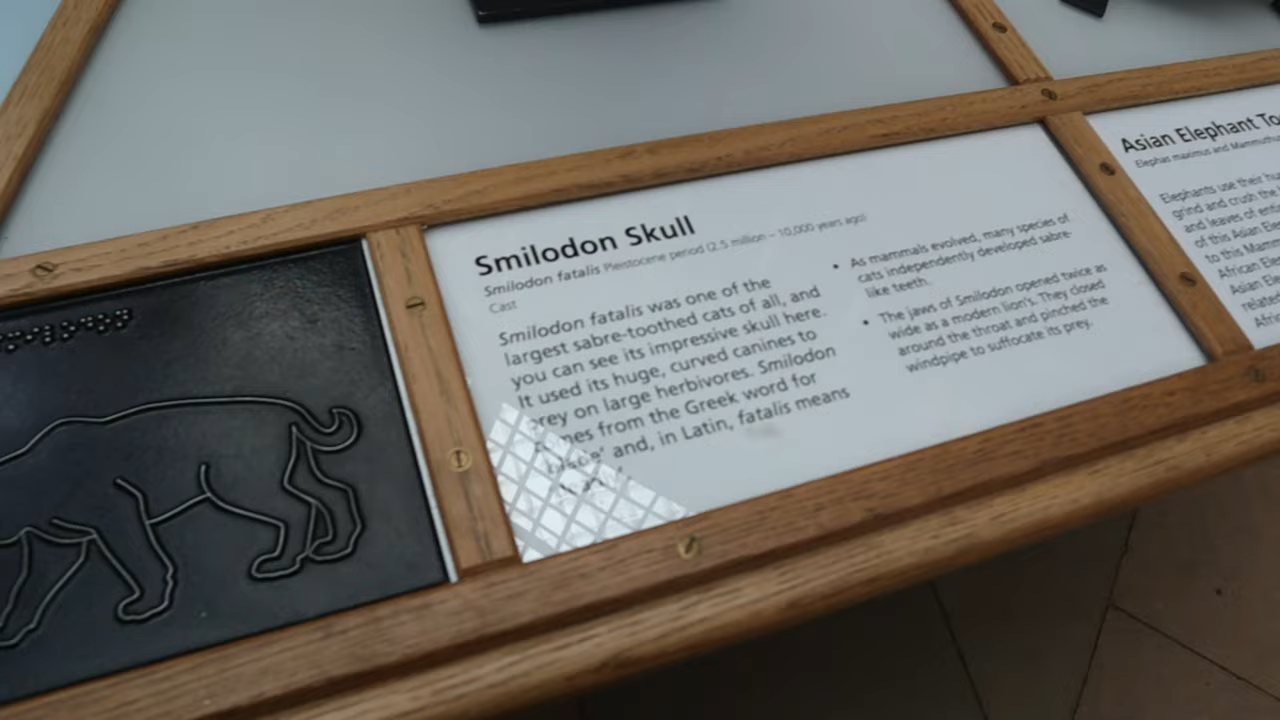 Smilodon Skull
Smilodon fatalis Pleistocene period (2.5 million – 10,000 years ago)
Cast
Smilodon fatalis was one of the
largest sabre-toothed cats of all, and
you can see its impressive skull here.
It used its huge, curved canines to
prey on large herbivores. Smilodon
comes from the Greek word for
and, in Latin, fatalis means
• As mammals evolved, many species of
cats independently developed sabre-
like teeth.
• The jaws of Smilodon opened twice as
wide as a modern lion's. They closed
around the throat and pinched the
windpipe to suffocate its prey.
Asian Elephant
Elephas maximus and
Elephants use their
grind and crush the
and leaves of
of this Asian
to this
African
Asian